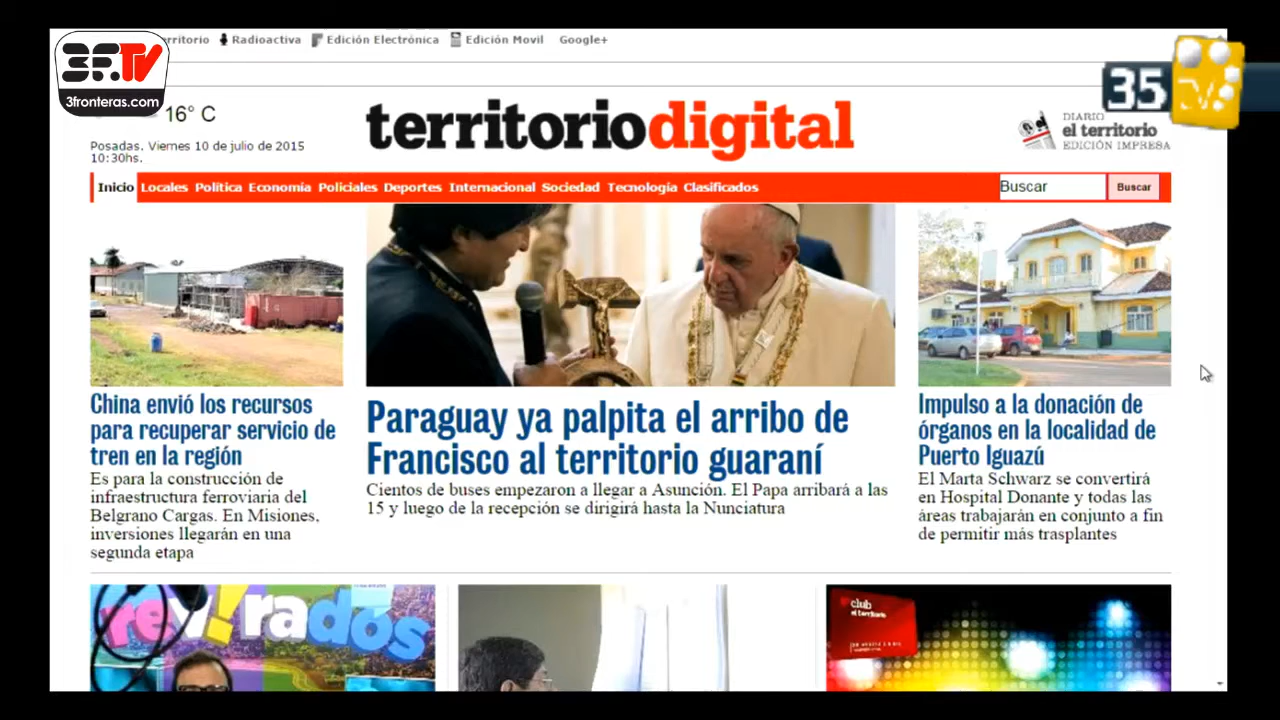 3F.TV
3fronteras.com
erritorio Radioactiva Edición Electrónica Edición Movil Google+
35
16° C
Posadas, Viernes 10 de julio de 2015
10:30hs.
territoriodigital
DIARIO
el territorio
EDICIÓN IMPRESA
Inicio Locales Política Economía Policiales Deportes Internacional Sociedad Tecnología Clasificados
Buscar Buscar
China envió los recursos
para recuperar servicio de
tren en la región
Es para la construcción de
infraestructura ferroviaria del
Belgrano Cargas. En Misiones,
inversiones llegarán en una
segunda etapa
Paraguay ya palpita el arribo de
Francisco al territorio guaraní
Cientos de buses empezaron a llegar a Asunción. El Papa arribará a las
15 y luego de la recepción se dirigirá hasta la Nunciatura
Impulso a la donación de
órganos en la localidad de
Puerto Iguazú
El Marta Schwarz se convertirá
en Hospital Donante y todas las
áreas trabajarán en conjunto a fin
de permitir más trasplantes
rev!rados
club
el territorio